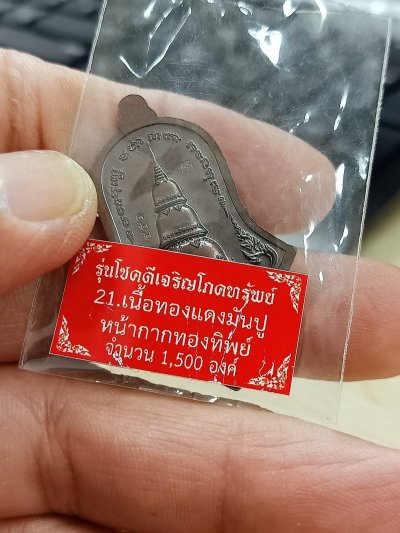 รุ่นโชคดีเจริญโภคทรัพย์
21.เนื้อทองแดงมันปู
หน้ากากทองทิพย์
จำนวน 1,500 องค์